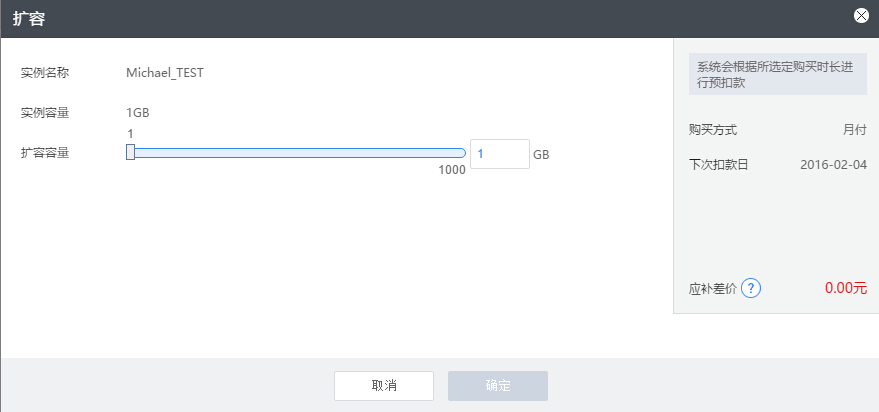 扩容
实例名称 Michael_TEST
实例容量 1GB
1
扩容容量 1 GB
1000
系统会根据所选定购买时长进
行预扣款
购买方式 月付
下次扣款日 2016-02-04
应补差价 ? 0.00元
取消 确定